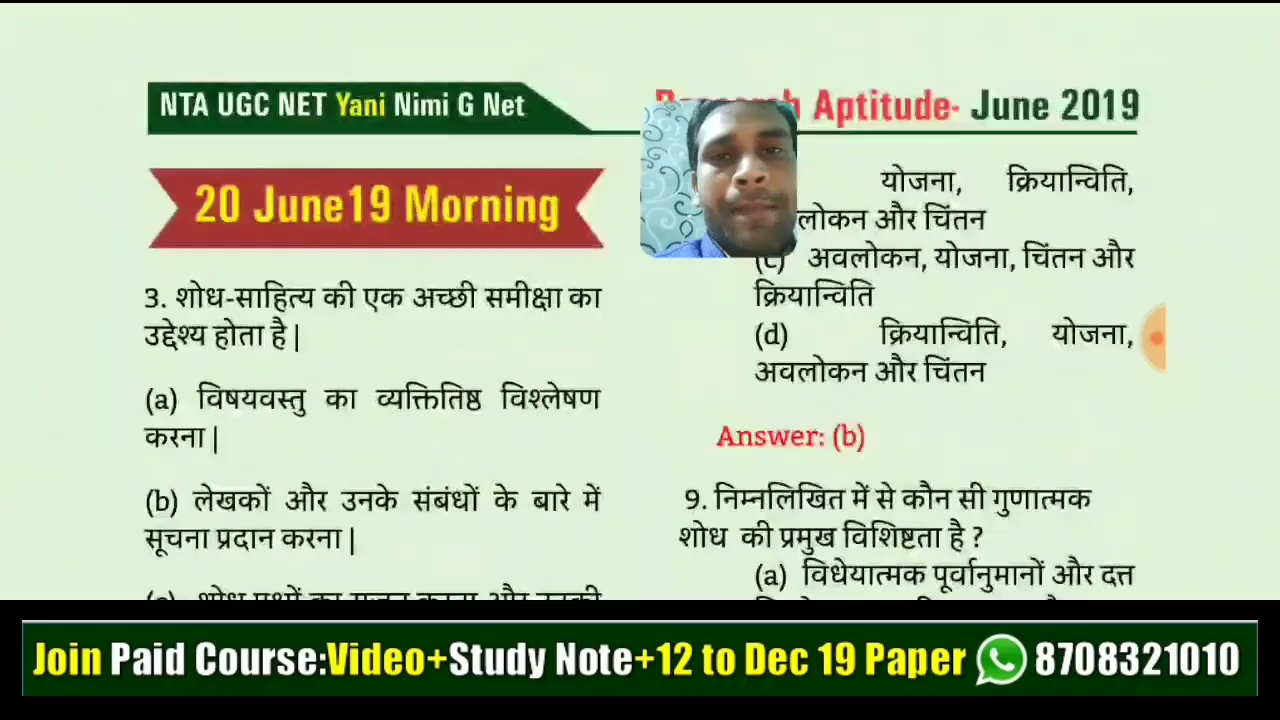 NTA UGC NET Yani Nimi G Net
Aptitude- June 2019
20 June19 Morning
3. शोध-साहित्य की एक अच्छी समीक्षा का
उद्देश्य होता है |
(a) विषयवस्तु का व्यक्तितिष्ठ विश्लेषण
करना |
(b) लेखकों और उनके संबंधों के बारे में
सूचना प्रदान करना |
योजना, क्रियान्विति,
और चिंतन
(c) अवलोकन, योजना, चिंतन और
क्रियान्विति
(d) क्रियान्विति, योजना,
अवलोकन और चिंतन
Answer: (b)
9. निम्नलिखित में से कौन सी गुणात्मक
शोध की प्रमुख विशिष्टता है ?
(a) विधेयात्मक पूर्वानुमानों और दत्त
Join Paid Course:Video+Study Note+12 to Dec 19 Paper 8708321010